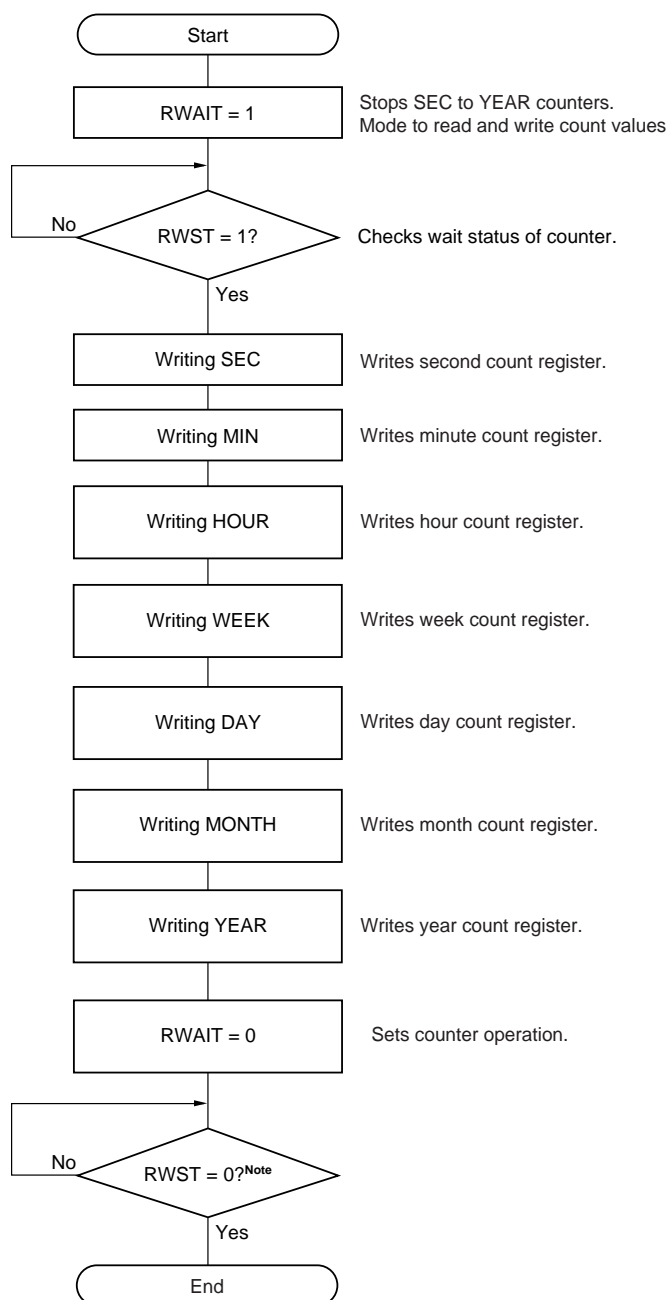 Start
RWAIT = 1
Stops SEC to YEAR counters.
Mode to read and write count values
No
RWST = 1?
Checks wait status of counter.
Yes
Writing SEC
Writes second count register.
Writing MIN
Writes minute count register.
Writing HOUR
Writes hour count register.
Writing WEEK
Writes week count register.
Writing DAY
Writes day count register.
Writing MONTH
Writes month count register.
Writing YEAR
Writes year count register.
RWAIT = 0
Sets counter operation.
No
RWST = 0?Note
Yes
End